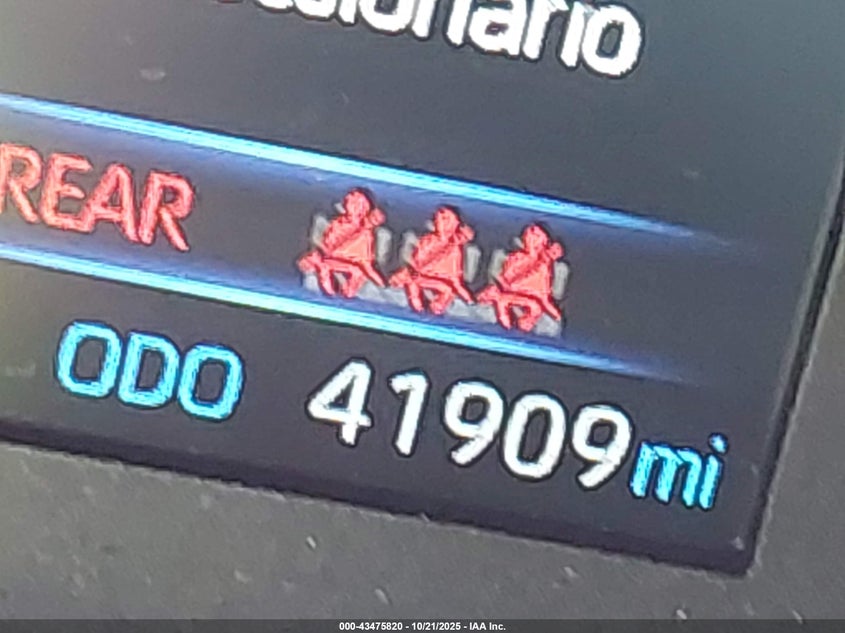 REAR
ODO 41909mi
000-43475820 - 10/21/2025 - IAA Inc.